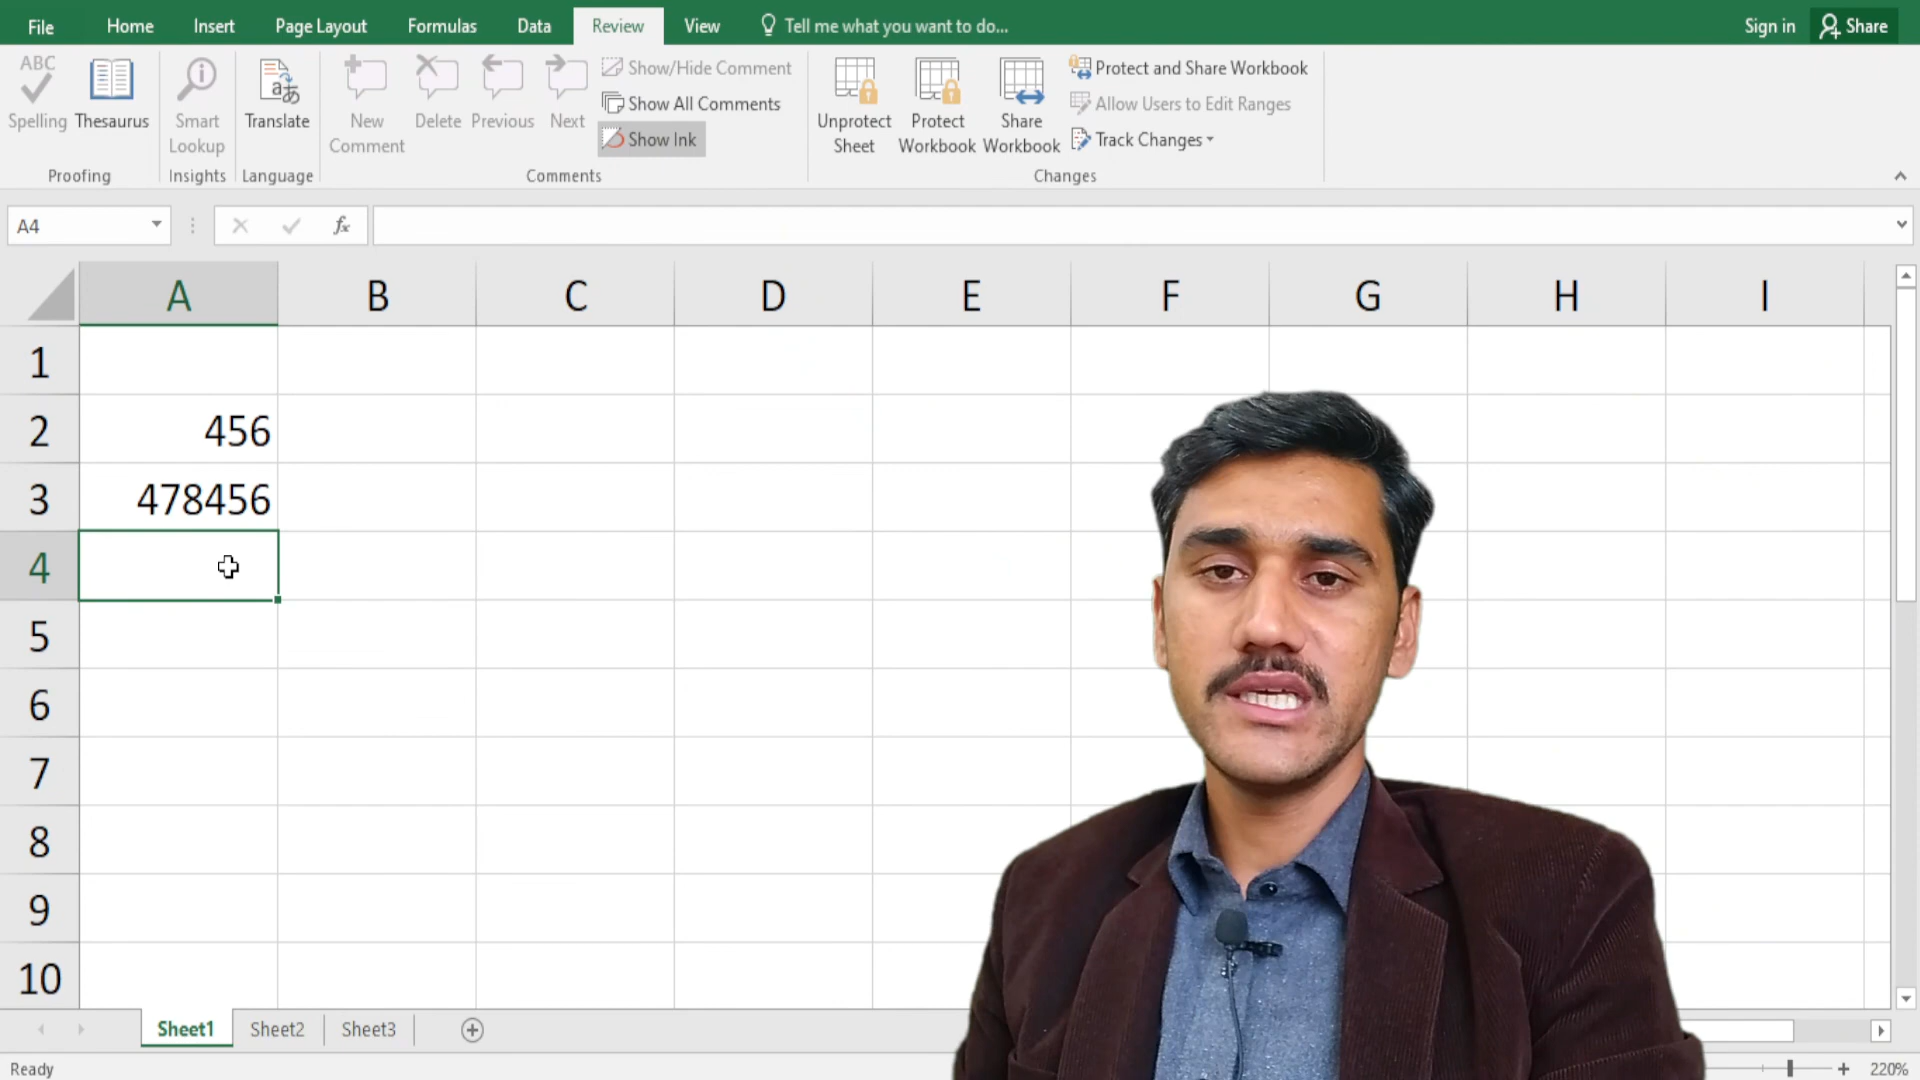 File Home Insert Page Layout Formulas Data Review View Tell me what you want to do... Sign in Share
ABC
Spelling Thesaurus Smart Lookup Translate New Comment Delete Previous Next Show/Hide Comment
Show All Comments
Show Ink
Unprotect Sheet Protect Workbook Share Workbook Protect and Share Workbook
Allow Users to Edit Ranges
Track Changes
Proofing Insights Language Comments Changes
A4 fx
A B C D E F G H I
1
2 456
3 478456
4
5
6
7
8
9
10
Sheet1 Sheet2 Sheet3
Ready 220%